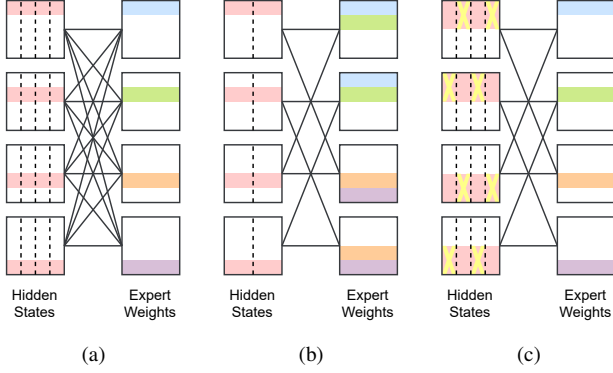 Hidden States
Expert Weights
Hidden States
Expert Weights
Hidden States
Expert Weights
(a)
(b)
(c)